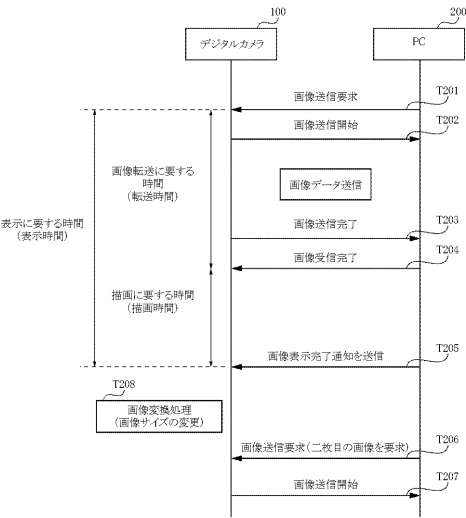 100
200
デジタルカメラ
PC
画像送信要求
T201
画像送信開始
T202
画像転送に要する
時間
(転送時間)
画像データ送信
表示に要する時間
(表示時間)
画像送信完了
T203
画像受信完了
T204
描画に要する時間
(描画時間)
画像表示完了通知を送信
T205
T208
画像変換処理
(画像サイズの変更)
画像送信要求(二枚目の画像を要求)
T206
画像送信開始
T207